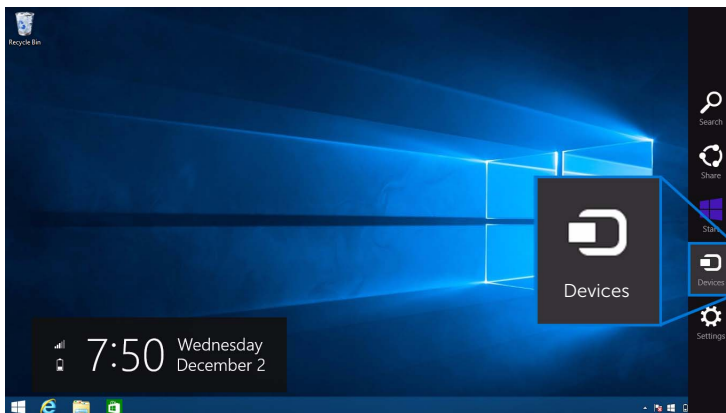 Recycle Bin
Search
Share
Start
Devices
Devices
Settings
7:50
Wednesday
December 2